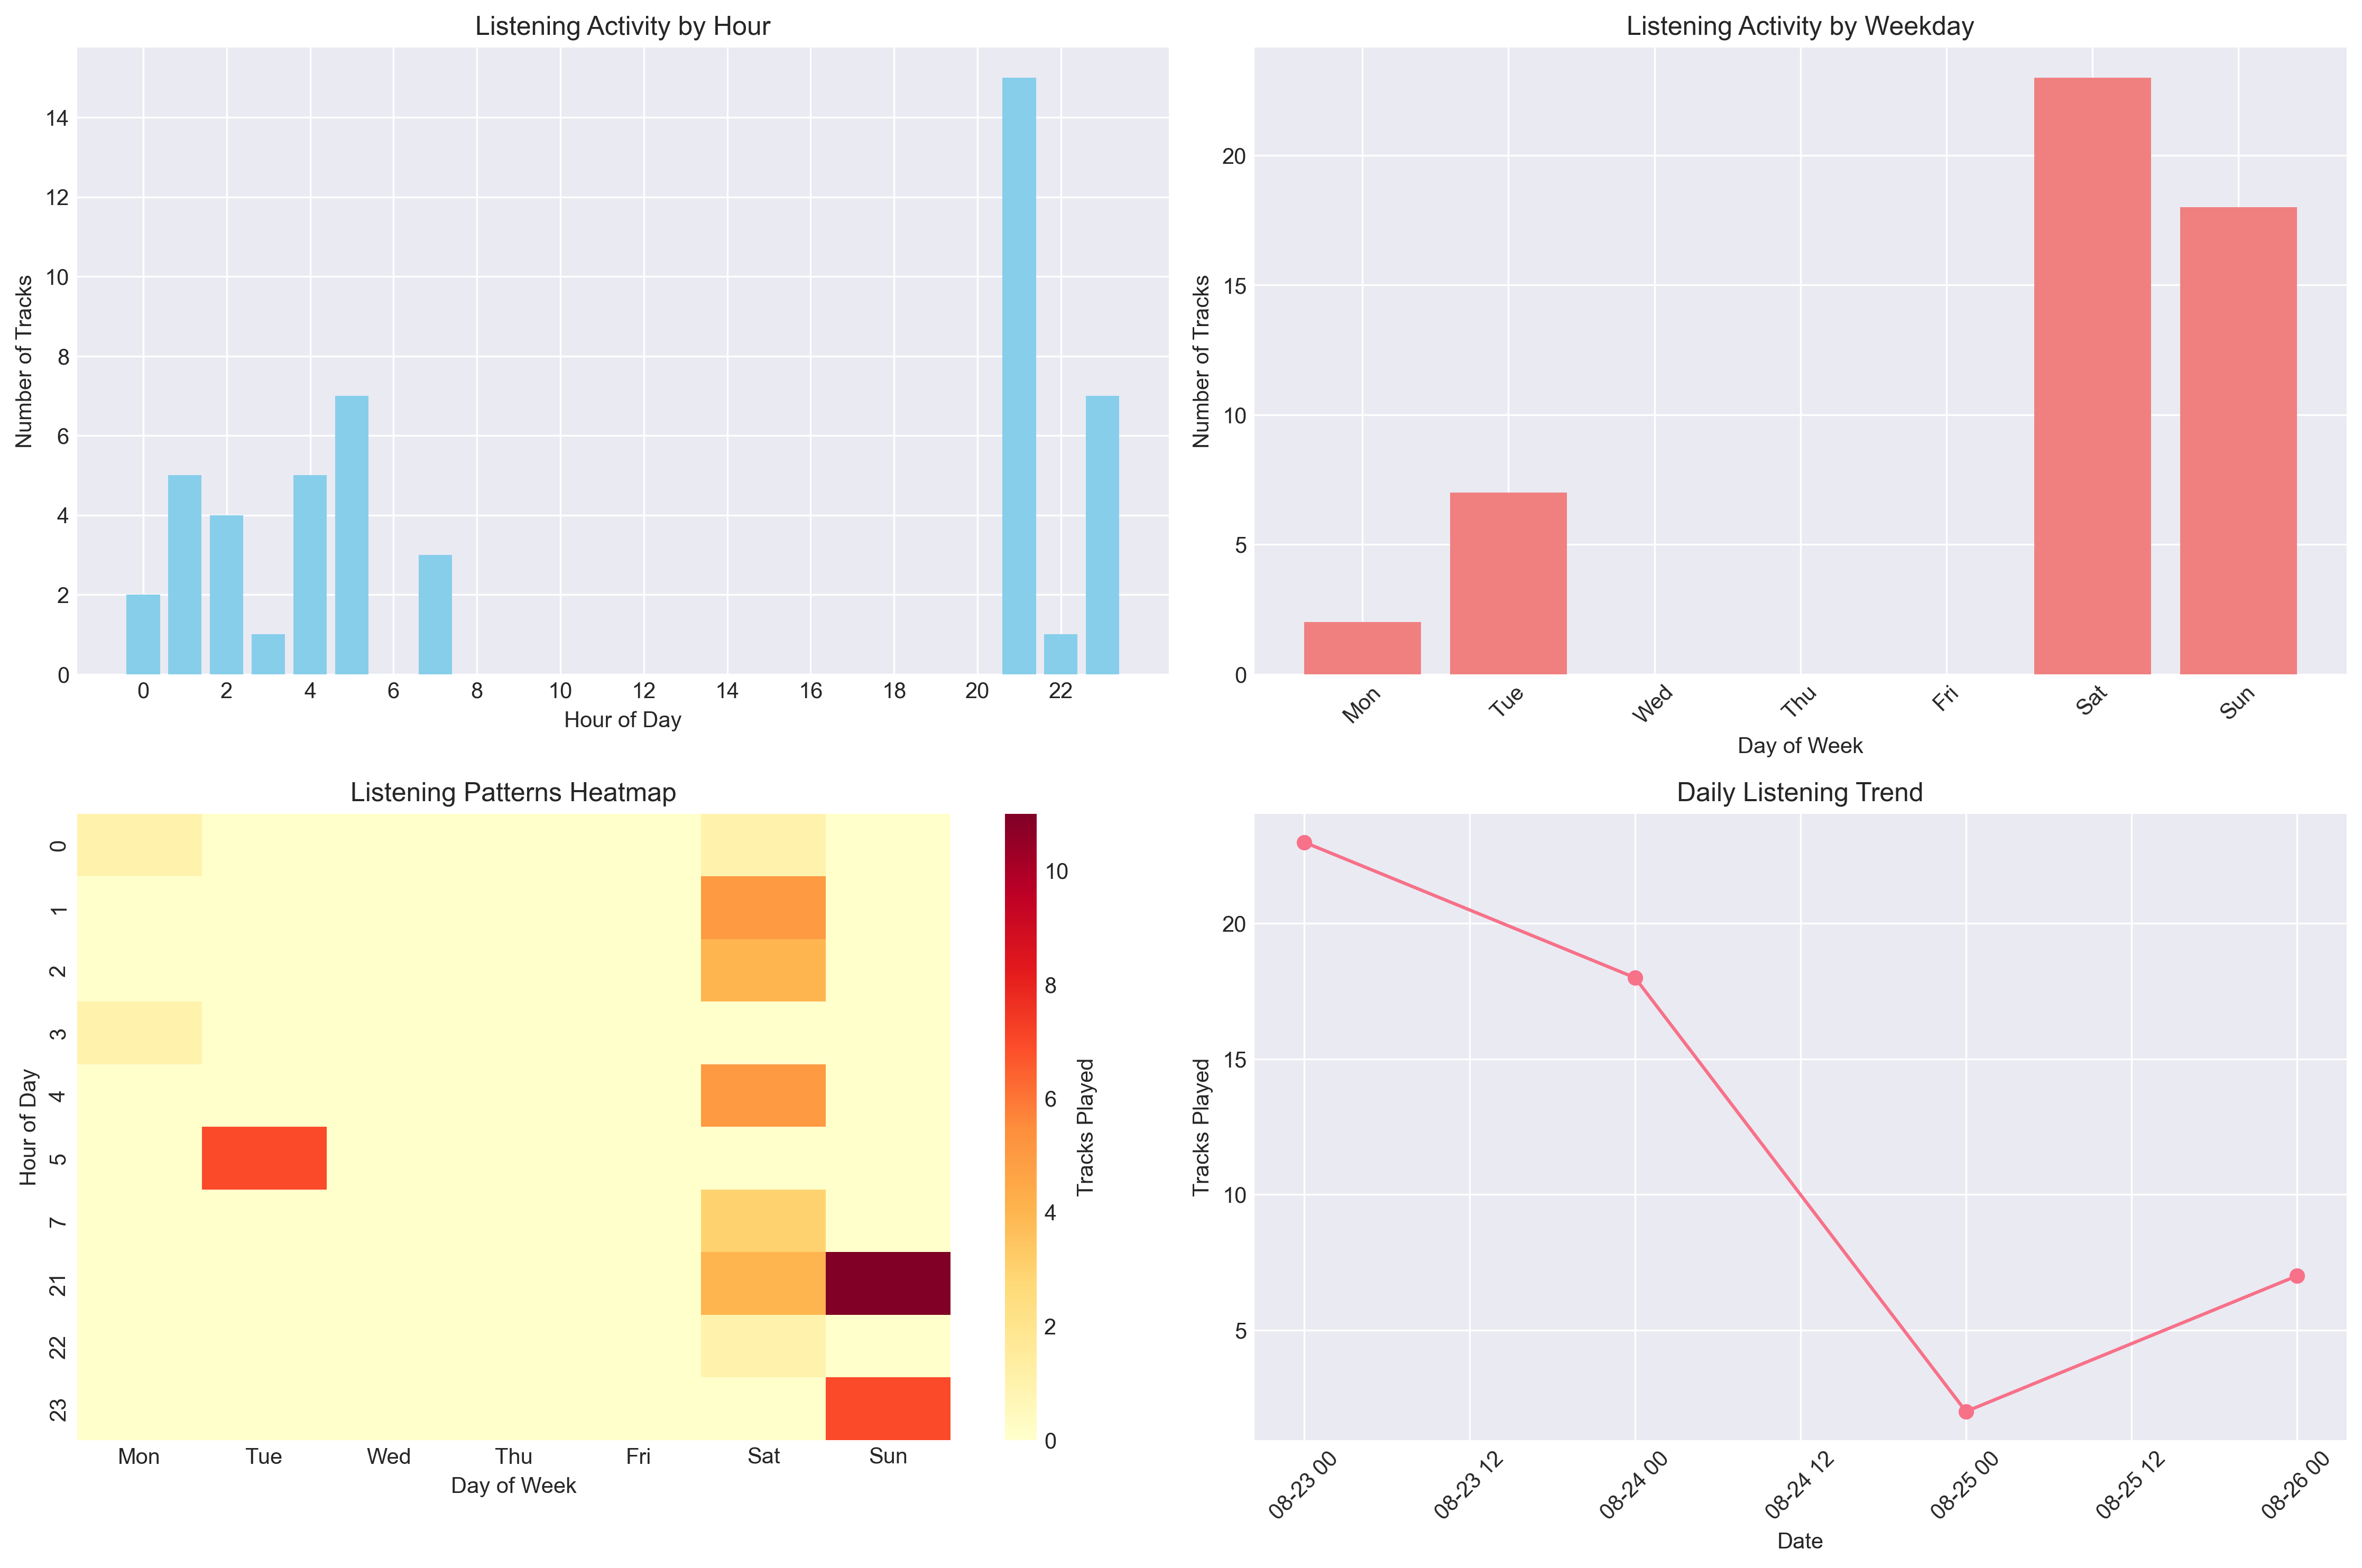 Listening Activity by Hour
Number of Tracks
14
12
10
8
6
4
2
0
0 2 4 6 8 10 12 14 16 18 20 22
Hour of Day
Listening Activity by Weekday
Number of Tracks
20
15
10
5
0
Mon Tue Wed Thu Fri Sat Sun
Day of Week
Listening Patterns Heatmap
Hour of Day
0
1
2
3
4
5
7
21
22
23
Mon Tue Wed Thu Fri Sat Sun
Day of Week
10
8
6
4
2
0
Tracks Played
Daily Listening Trend
Tracks Played
20
15
10
5
08-23 00 08-23 12 08-24 00 08-24 12 08-25 00 08-25 12 08-26 00
Date